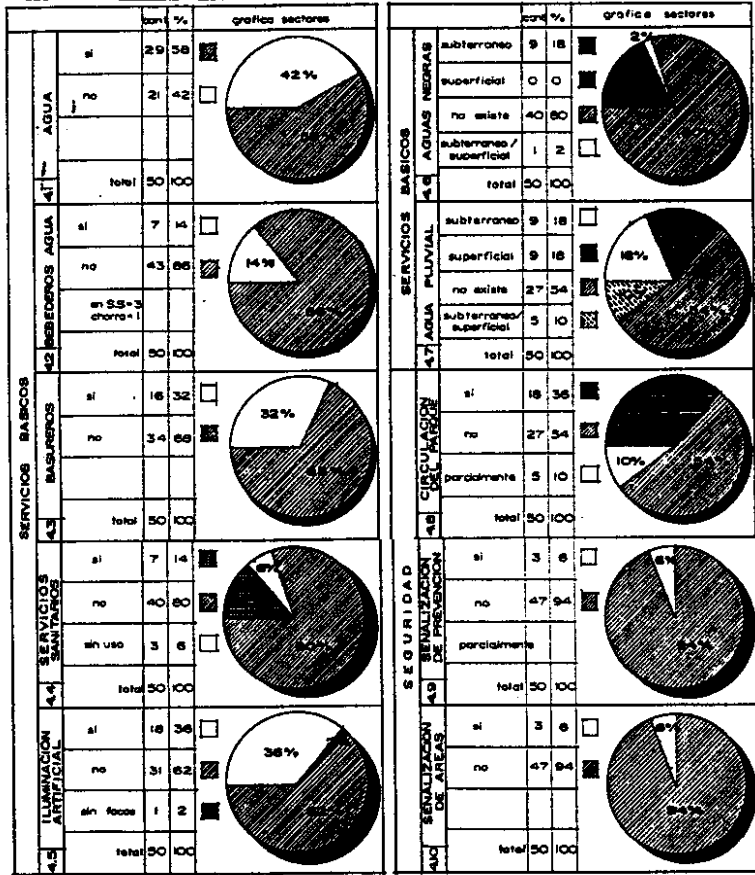 cant % grafica sectores
SERVICIOS BASICOS
4.1 AGUA
si 29 58
no 21 42
total 50 100
42%
4.2 BEBEDEROS AGUA
si 7 14
no 43 86
en S.S=3
chorro=1
total 50 100
14%
4.3 BASUREROS
si 16 32
no 34 68
total 50 100
32%
4.4 SERVICIOS SANITARIOS
si 7 14
no 40 80
sin uso 3 6
total 50 100
6%
80%
4.5 ILUMINACION ARTIFICIAL
si 18 36
no 31 62
sin focos 1 2
total 50 100
36%
cant % grafica sectores
SERVICIOS BASICOS
4.6 AGUAS NEGRAS
subterraneo 9 18
superficial 0 0
no existe 40 80
subterraneo/
superficial 1 2
total 50 100
2%
4.7 AGUA PLUVIAL
subterraneo 9 18
superficial 9 18
no existe 27 54
subterraneo/
superficial 5 10
total 50 100
18%
4.8 CIRCULACION DEL PARQUE
si 18 36
no 27 54
parcialmente 5 10
total 50 100
10%
54%
SEGURIDAD
4.9 SEÑALIZACION DE PREVENCION
si 3 6
no 47 94
parcialmente
total 50 100
6%
94%
4.10 SENALIZACION DE AREAS
si 3 6
no 47 94
total 50 100
6%
94%